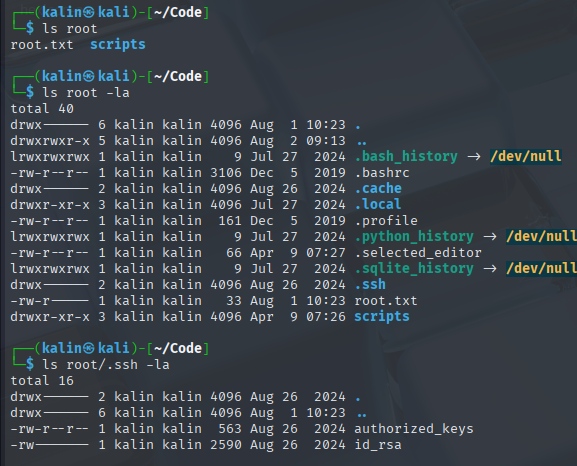 ┌──(kalin㉿kali)-[~/Code]
└─$ ls root
root.txt  scripts
┌──(kalin㉿kali)-[~/Code]
└─$ ls root -la
total 40
drwx------ 6 kalin kalin 4096 Aug  1 10:23 .
drwxrwxr-x 5 kalin kalin 4096 Aug  2 09:13 ..
lrwxrwxrwx 1 kalin kalin    9 Jul 27  2024 .bash_history -> /dev/null
-rw-r--r-- 1 kalin kalin 3106 Dec  5  2019 .bashrc
drwx------ 2 kalin kalin 4096 Aug 26  2024 .cache
drwxr-xr-x 3 kalin kalin 4096 Jul 27  2024 .local
-rw-r--r-- 1 kalin kalin  161 Dec  5  2019 .profile
lrwxrwxrwx 1 kalin kalin    9 Jul 27  2024 .python_history -> /dev/null
-rw-r--r-- 1 kalin kalin   66 Apr  9 07:27 .selected_editor
lrwxrwxrwx 1 kalin kalin    9 Jul 27  2024 .sqlite_history -> /dev/null
drwx------ 2 kalin kalin 4096 Aug 26  2024 .ssh
-rw-r----- 1 kalin kalin   33 Aug  1 10:23 root.txt
drwxr-xr-x 3 kalin kalin 4096 Apr  9 07:26 scripts
┌──(kalin㉿kali)-[~/Code]
└─$ ls root/.ssh -la
total 16
drwx------ 2 kalin kalin 4096 Aug 26  2024 .
drwx------ 6 kalin kalin 4096 Aug  1 10:23 ..
-rw-r--r-- 1 kalin kalin  563 Aug 26  2024 authorized_keys
-rw------- 1 kalin kalin 2590 Aug 26  2024 id_rsa